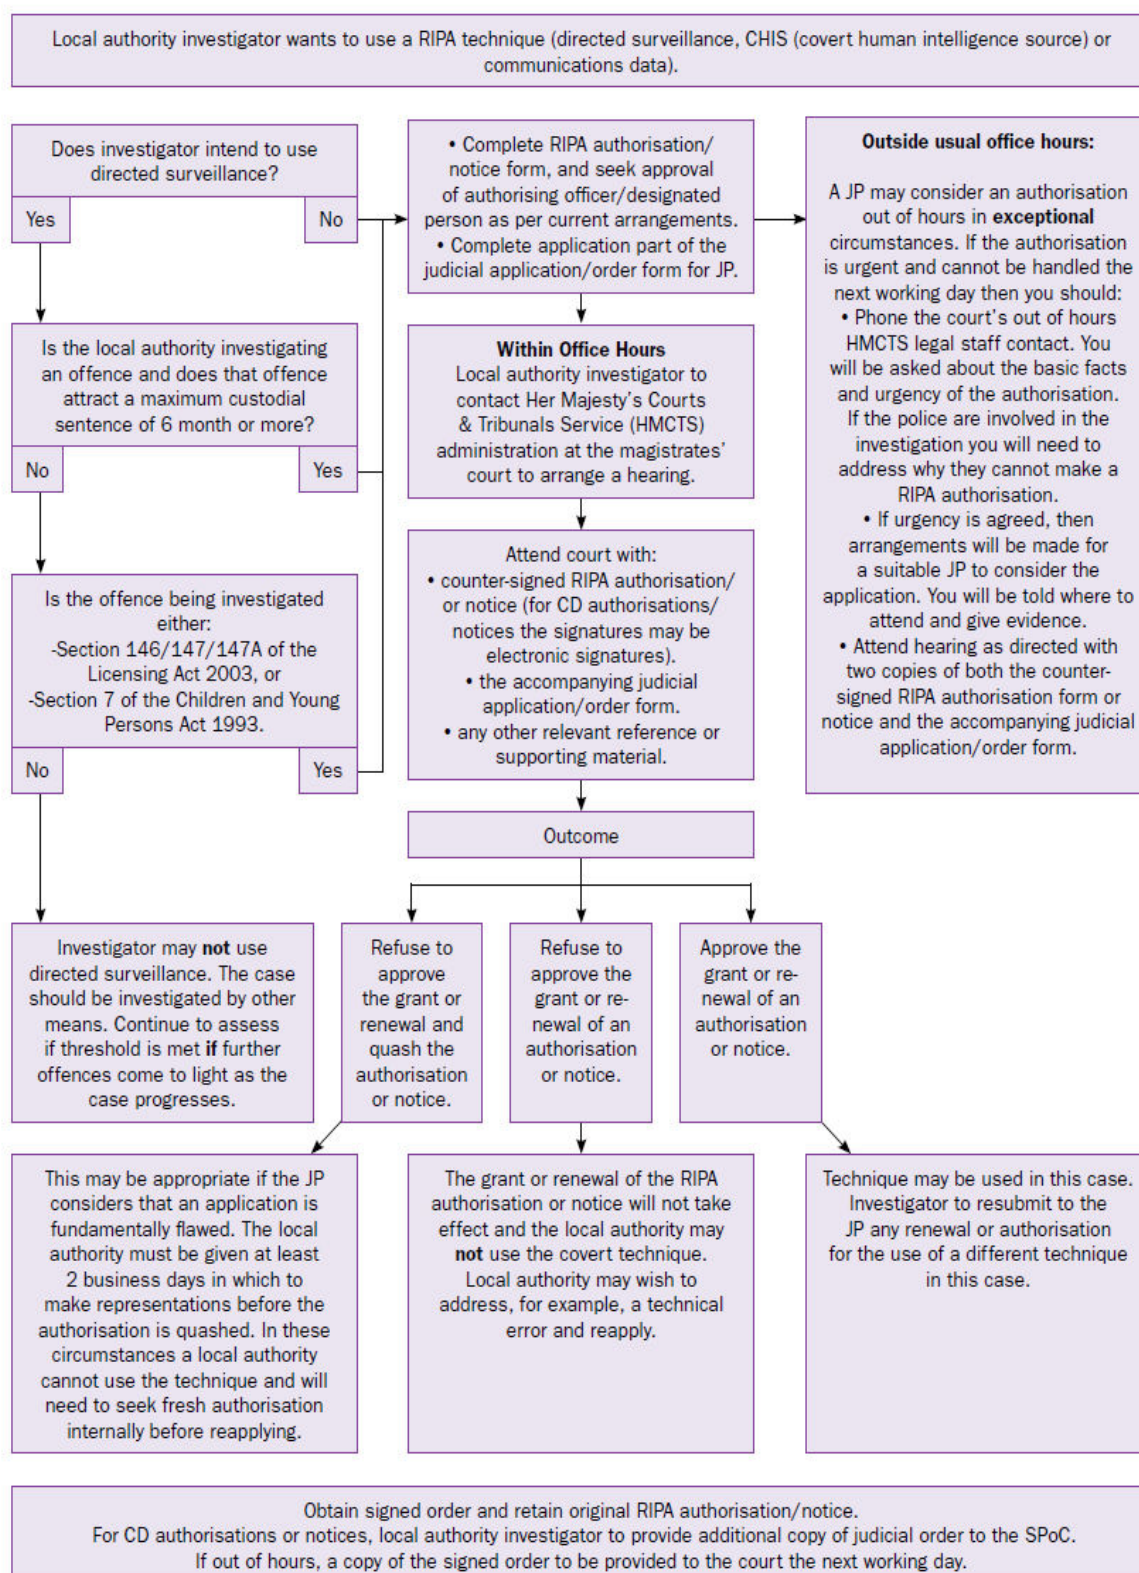 Local authority investigator wants to use a RIPA technique (directed surveillance, CHIS (covert human intelligence source) or
communications data).
Does investigator intend to use
directed surveillance?
Yes
No
• Complete RIPA authorisation/
notice form, and seek approval
of authorising officer/designated
person as per current arrangements.
• Complete application part of the
judicial application/order form for JP.
Outside usual office hours:
A JP may consider an authorisation
out of hours in exceptional
circumstances. If the authorisation
is urgent and cannot be handled the
next working day then you should:
• Phone the court's out of hours
HMCTS legal staff contact. You
will be asked about the basic facts
and urgency of the authorisation.
If the police are involved in the
investigation you will need to
address why they cannot make a
RIPA authorisation.
• If urgency is agreed, then
arrangements will be made for
a suitable JP to consider the
application. You will be told where to
attend and give evidence.
• Attend hearing as directed with
two copies of both the counter-
signed RIPA authorisation form or
notice and the accompanying judicial
application/order form.
Is the local authority investigating
an offence and does that offence
attract a maximum custodial
sentence of 6 month or more?
No
Yes
Within Office Hours
Local authority investigator to
contact Her Majesty's Courts
& Tribunals Service (HMCTS)
administration at the magistrates'
court to arrange a hearing.
Is the offence being investigated
either:
-Section 146/147/147A of the
Licensing Act 2003, or
-Section 7 of the Children and Young
Persons Act 1993.
No
Yes
Attend court with:
• counter-signed RIPA authorisation/
or notice (for CD authorisations/
notices the signatures may be
electronic signatures).
• the accompanying judicial
application/order form.
• any other relevant reference or
supporting material.
Outcome
Investigator may not use
directed surveillance. The case
should be investigated by other
means. Continue to assess
if threshold is met if further
offences come to light as the
case progresses.
Refuse to
approve
the grant or
renewal and
quash the
authorisation
or notice.
Refuse to
approve the
grant or re-
newal of an
authorisation
or notice.
Approve the
grant or re-
newal of an
authorisation
or notice.
This may be appropriate if the JP
considers that an application is
fundamentally flawed. The local
authority must be given at least
2 business days in which to
make representations before the
authorisation is quashed. In these
circumstances a local authority
cannot use the technique and will
need to seek fresh authorisation
internally before reapplying.
The grant or renewal of the RIPA
authorisation or notice will not take
effect and the local authority may
not use the covert technique.
Local authority may wish to
address, for example, a technical
error and reapply.
Technique may be used in this case.
Investigator to resubmit to the
JP any renewal or authorisation
for the use of a different technique
in this case.
Obtain signed order and retain original RIPA authorisation/notice.
For CD authorisations or notices, local authority investigator to provide additional copy of judicial order to the SPoC.
If out of hours, a copy of the signed order to be provided to the court the next working day.